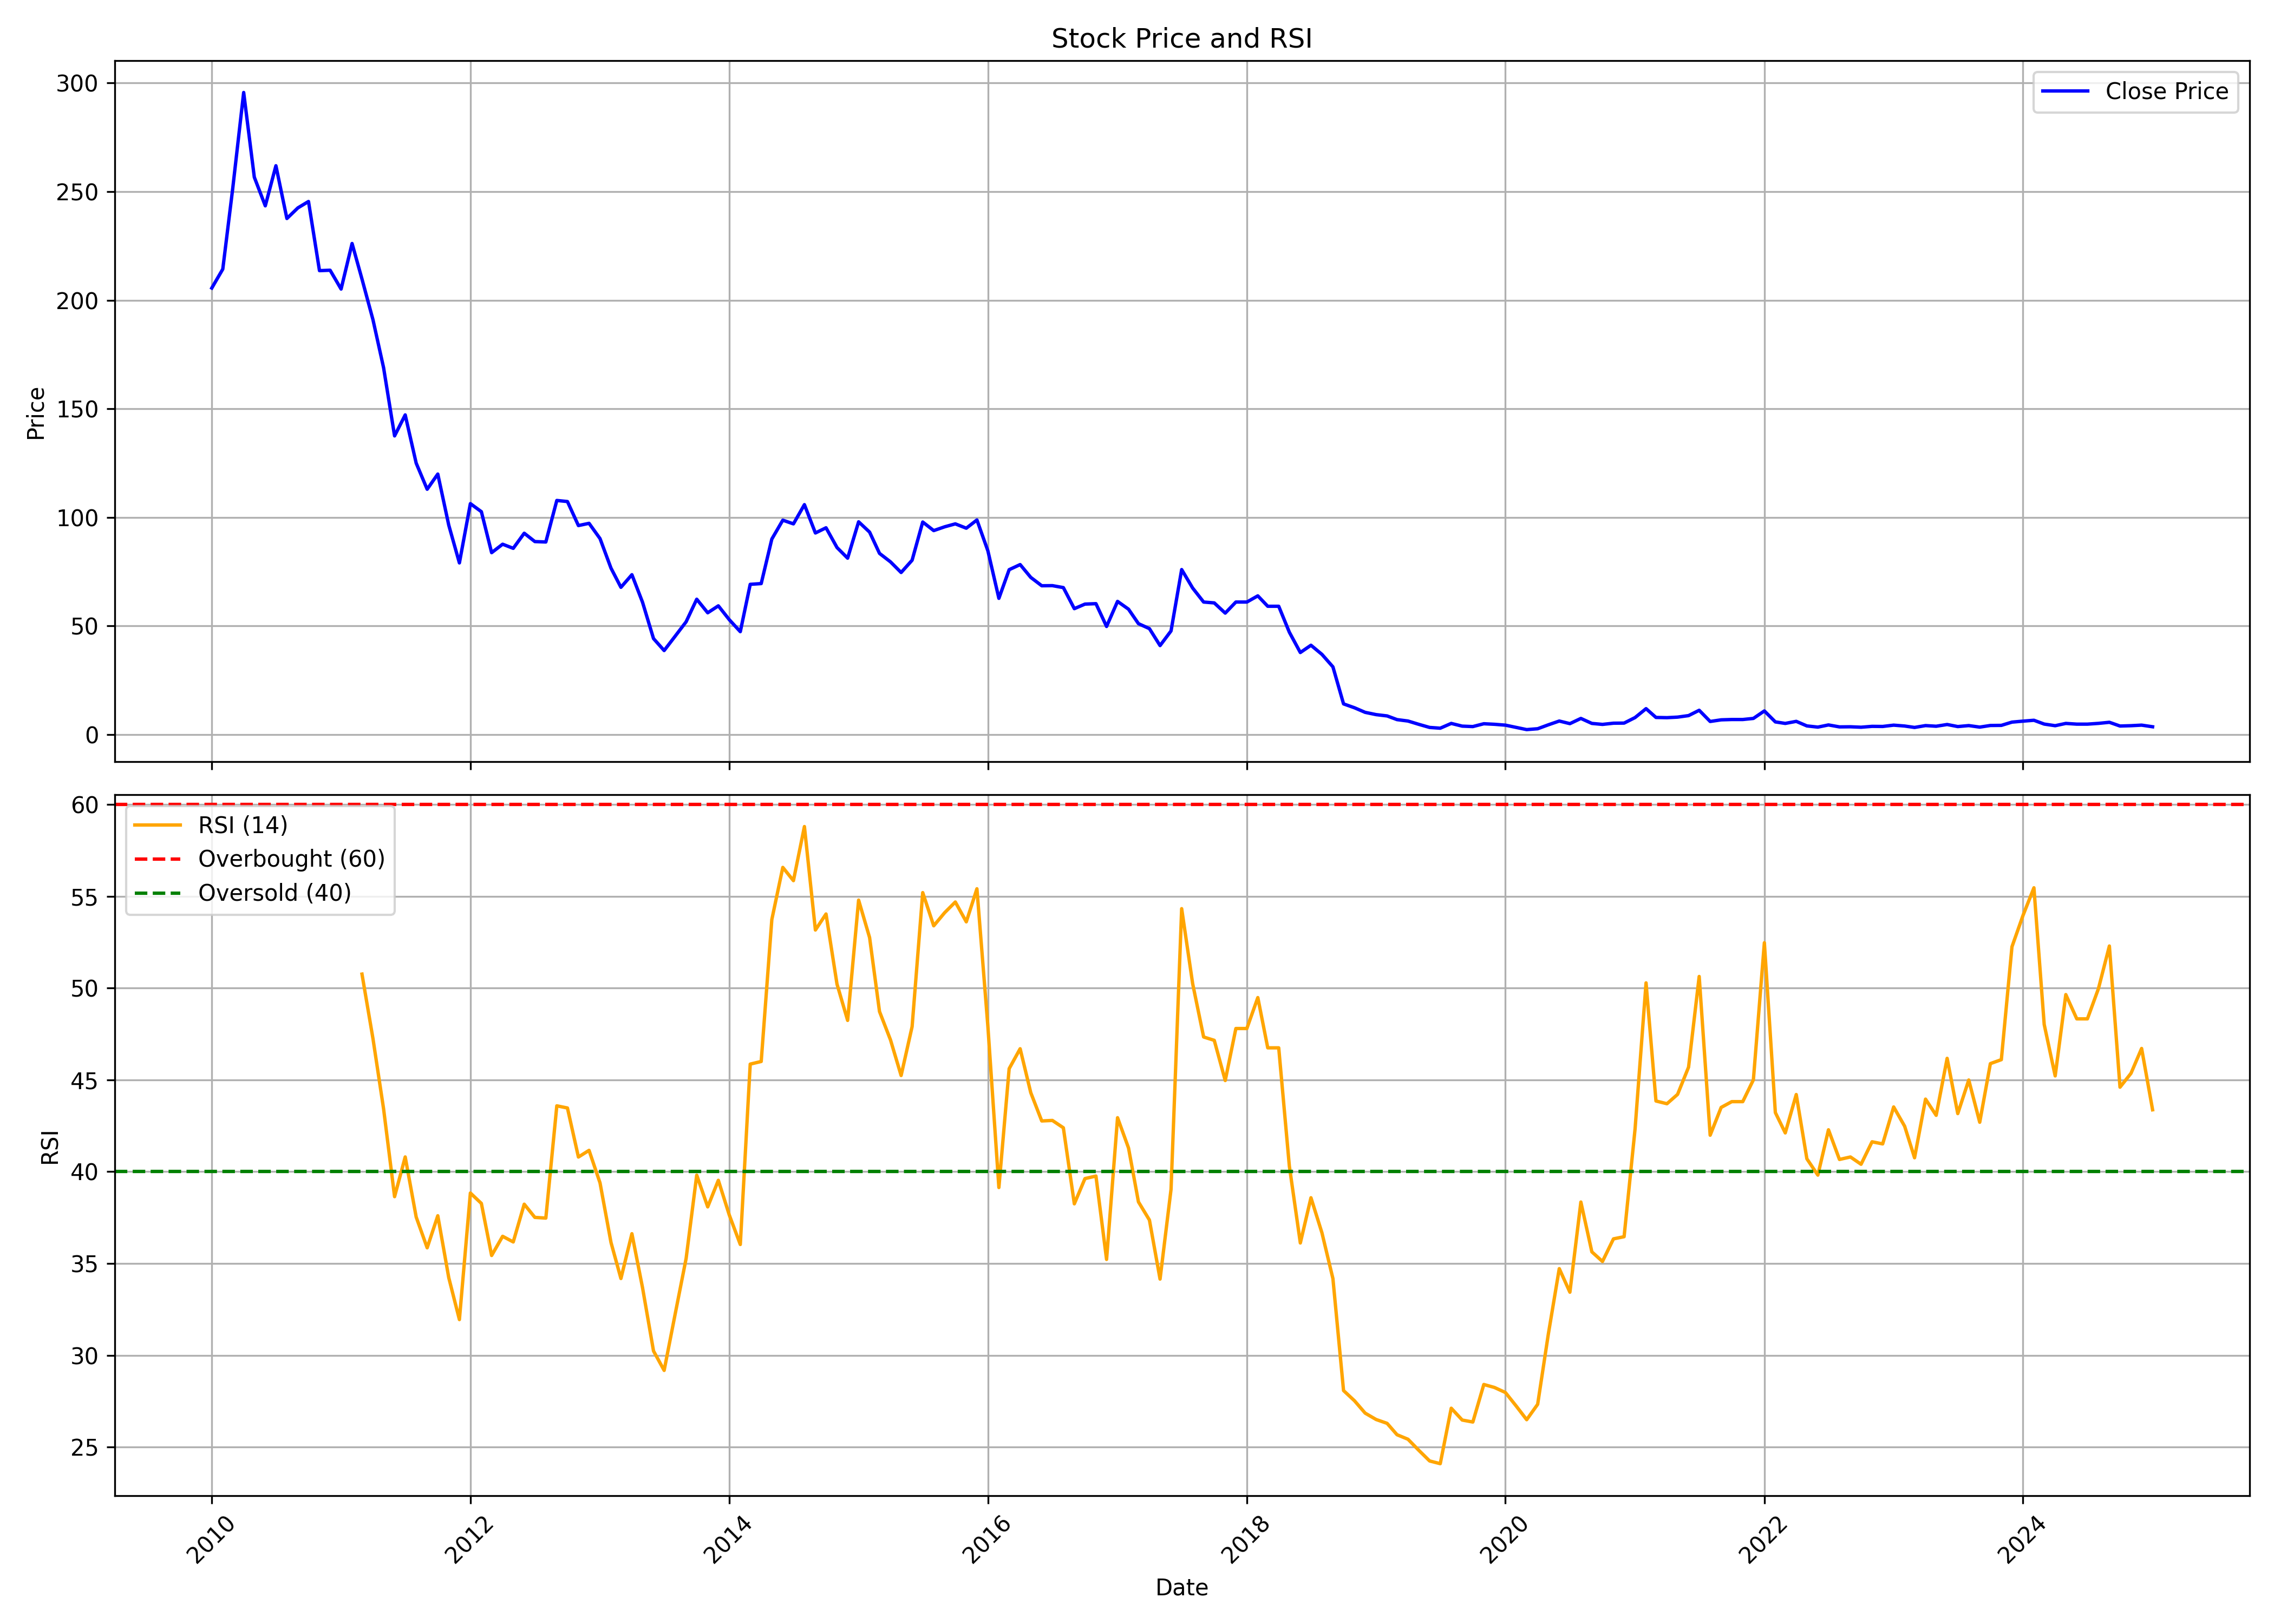 Stock Price and RSI
300
250
200
150
100
50
0
Price
Close Price
60
55
50
45
40
35
30
25
RSI
RSI (14)
Overbought (60)
Oversold (40)
2010
2012
2014
2016
2018
2020
2022
2024
Date